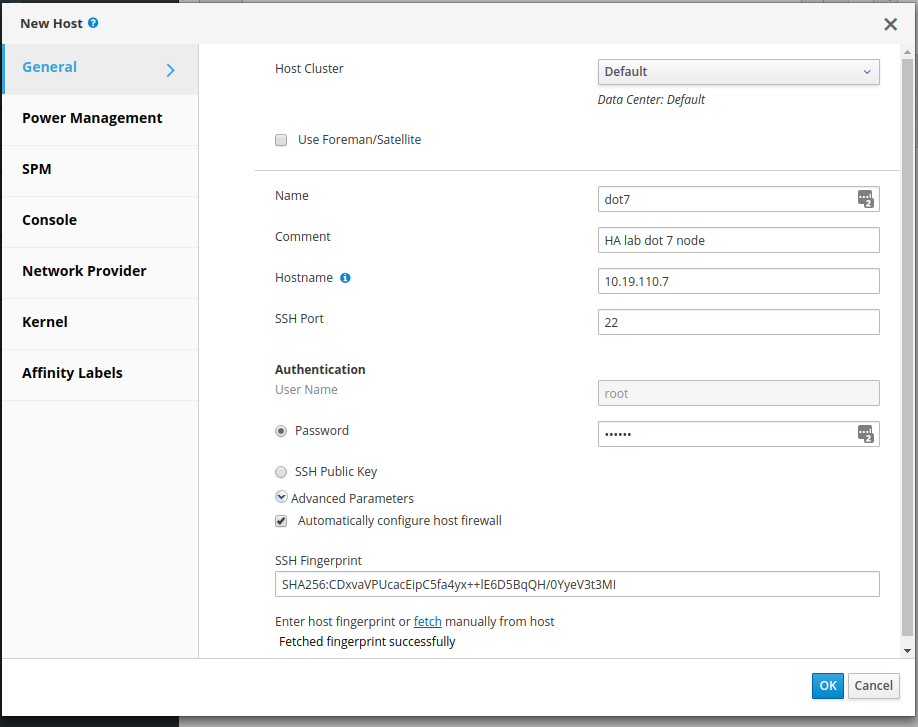 New Host
General
Power Management
SPM
Console
Network Provider
Kernel
Affinity Labels
Host Cluster
Default
Data Center: Default
Use Foreman/Satellite
Name
dot7
Comment
HA lab dot 7 node
Hostname
10.19.110.7
SSH Port
22
Authentication
User Name
root
Password
••••••
SSH Public Key
Advanced Parameters
Automatically configure host firewall
SSH Fingerprint
SHA256:CDxvaVPUcacEipC5fa4yx++lE6D5BqQH/0YyeV3t3MI
Enter host fingerprint or fetch manually from host
Fetched fingerprint successfully
OK
Cancel